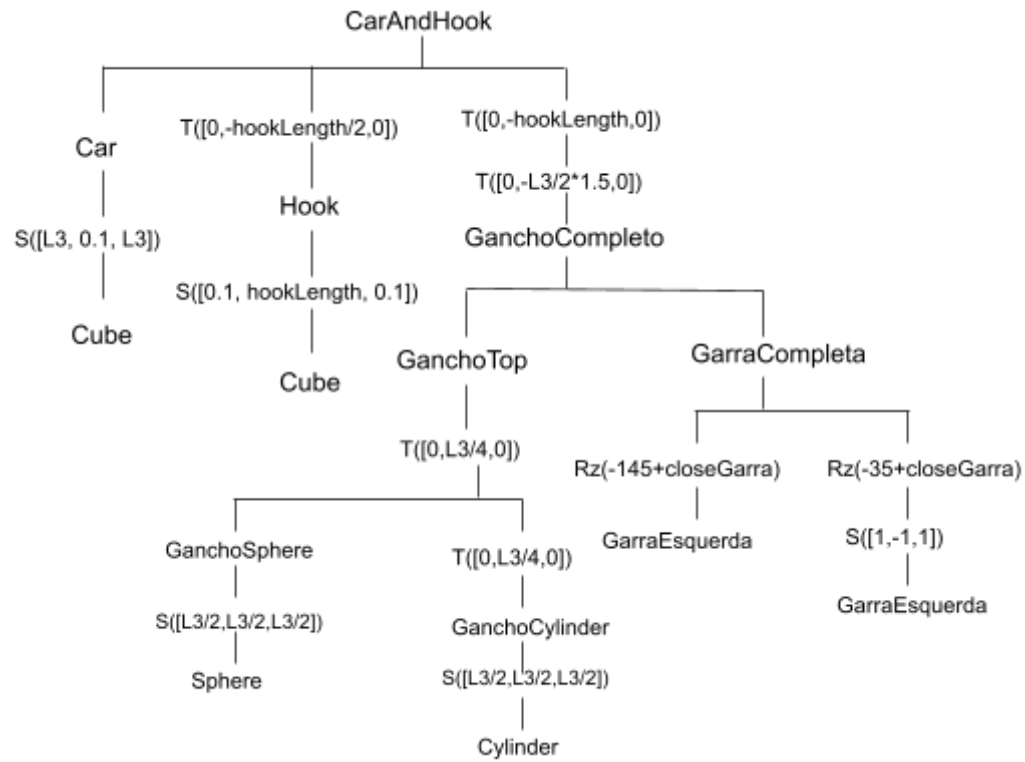 CarAndHook
T([0,-hookLength/2,0])
T([0,-hookLength,0])
Car
T([0,-L3/2*1.5,0])
Hook
S([L3, 0.1, L3])
GanchoCompleto
S([0.1, hookLength, 0.1])
Cube
GanchoTop
GarraCompleta
Cube
T([0,L3/4,0])
Rz(-145+closeGarra)
Rz(-35+closeGarra)
GanchoSphere
T([0,L3/4,0])
GarraEsquerda
S([1,-1,1])
S([L3/2,L3/2,L3/2])
GanchoCylinder
GarraEsquerda
Sphere
S([L3/2,L3/2,L3/2])
Cylinder